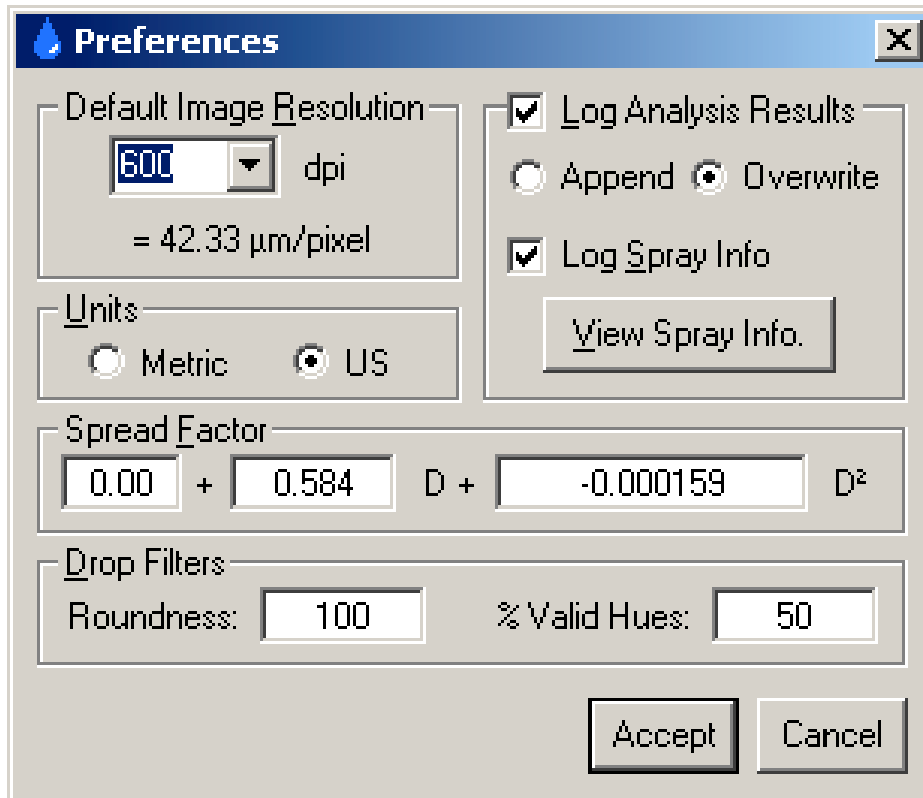 Preferences
Default Image Resolution
600 dpi
= 42.33 µm/pixel
Log Analysis Results
Append Overwrite
Log Spray Info
View Spray Info.
Units
Metric US
Spread Factor
0.00 + 0.584 D + -0.000159 D²
Drop Filters
Roundness: 100 % Valid Hues: 50
Accept Cancel